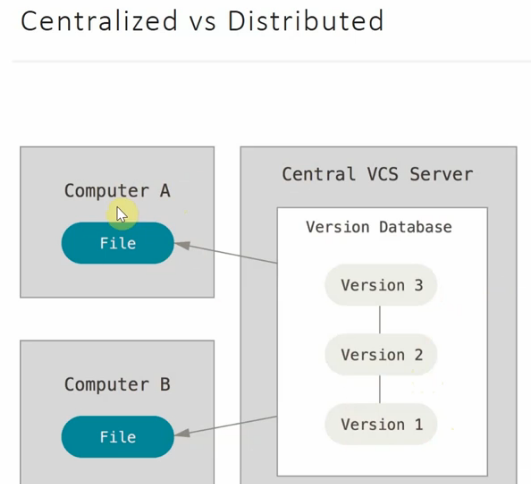 Centralized vs Distributed
Computer A
File
Computer B
File
Central VCS Server
Version Database
Version 3
Version 2
Version 1